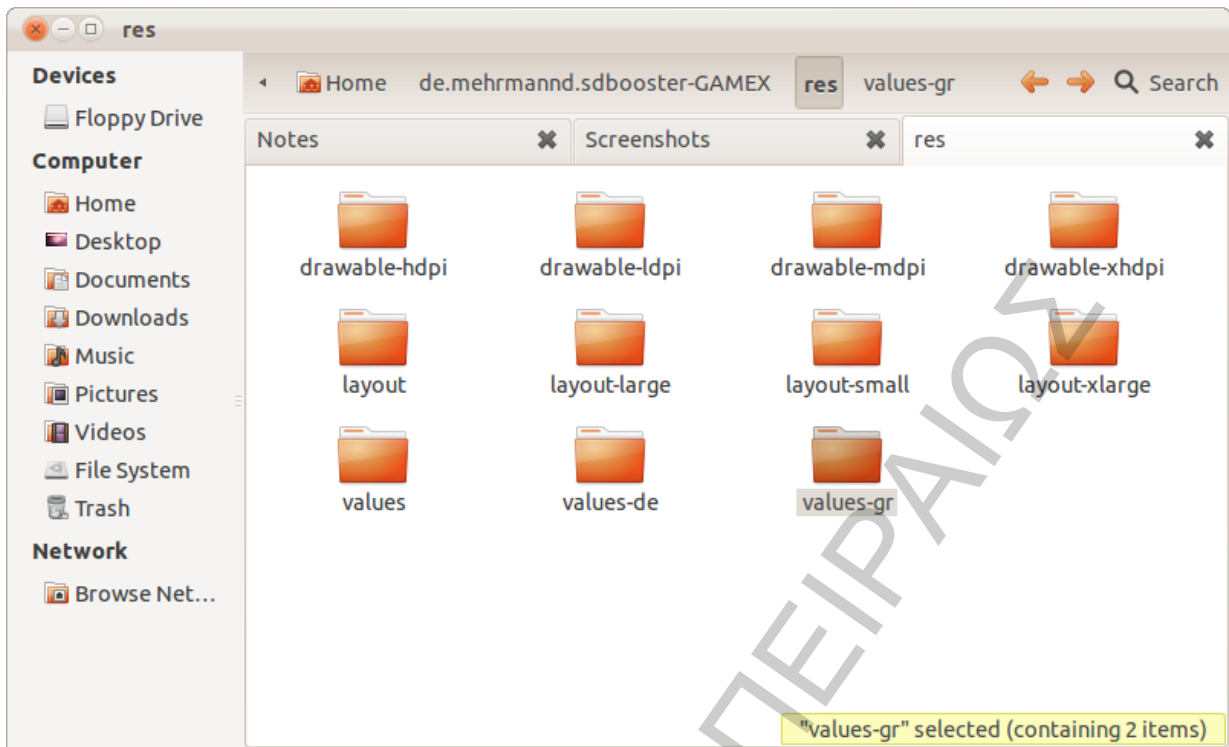 res
Devices
Floppy Drive
Computer
Home
Desktop
Documents
Downloads
Music
Pictures
Videos
File System
Trash
Network
Browse Net...
Home de.mehrmannd.sdbooster-GAMEX res values-gr Search
Notes Screenshots res
drawable-hdpi drawable-ldpi drawable-mdpi drawable-xhdpi
layout layout-large layout-small layout-xlarge
values values-de values-gr
"values-gr" selected (containing 2 items)
ΠΕΙΡΑΙΩΣ